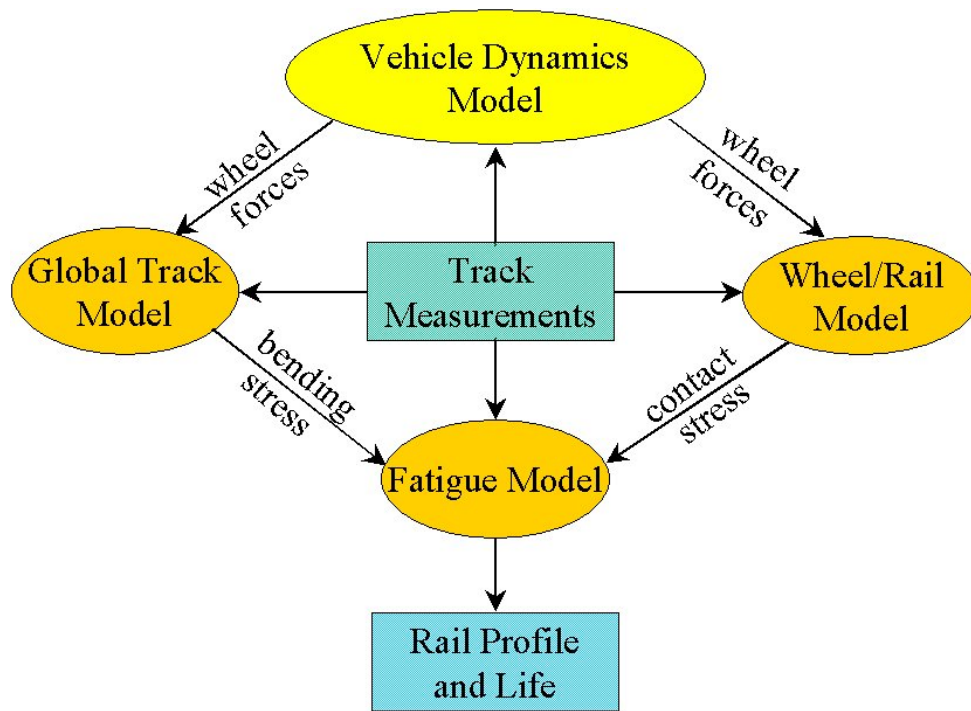 Vehicle Dynamics
Model
wheel
forces
wheel
forces
Global Track
Model
Track
Measurements
Wheel/Rail
Model
bending
stress
contact
stress
Fatigue Model
Rail Profile
and Life